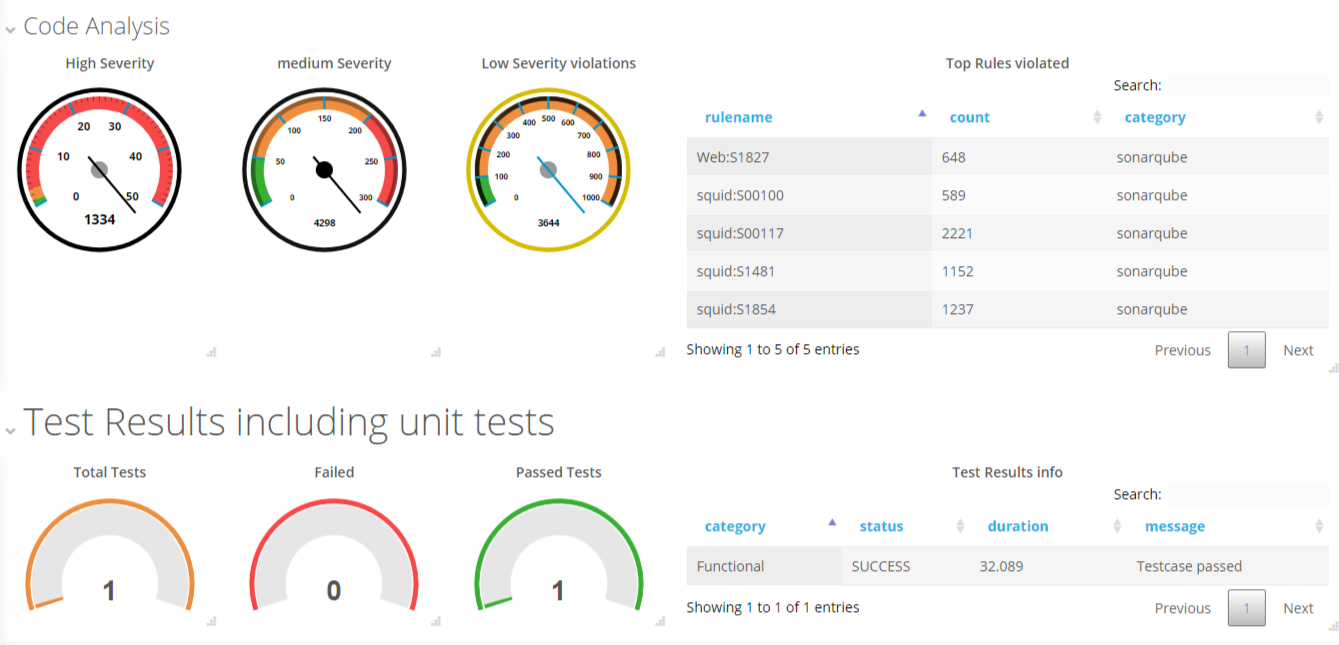 Code Analysis
High Severity
medium Severity
Low Severity violations
0 10 20 30 40 50
1334
0 50 100 150 200 250 300
4298
0 100 200 300 400 500 600 700 800 900 1000
3644
Top Rules violated
Search:
rulename count category
Web:S1827 648 sonarqube
squid:S00100 589 sonarqube
squid:S00117 2221 sonarqube
squid:S1481 1152 sonarqube
squid:S1854 1237 sonarqube
Showing 1 to 5 of 5 entries
Previous 1 Next
Test Results including unit tests
Total Tests
1
Failed
0
Passed Tests
1
Test Results info
Search:
category status duration message
Functional SUCCESS 32.089 Testcase passed
Showing 1 to 1 of 1 entries
Previous 1 Next